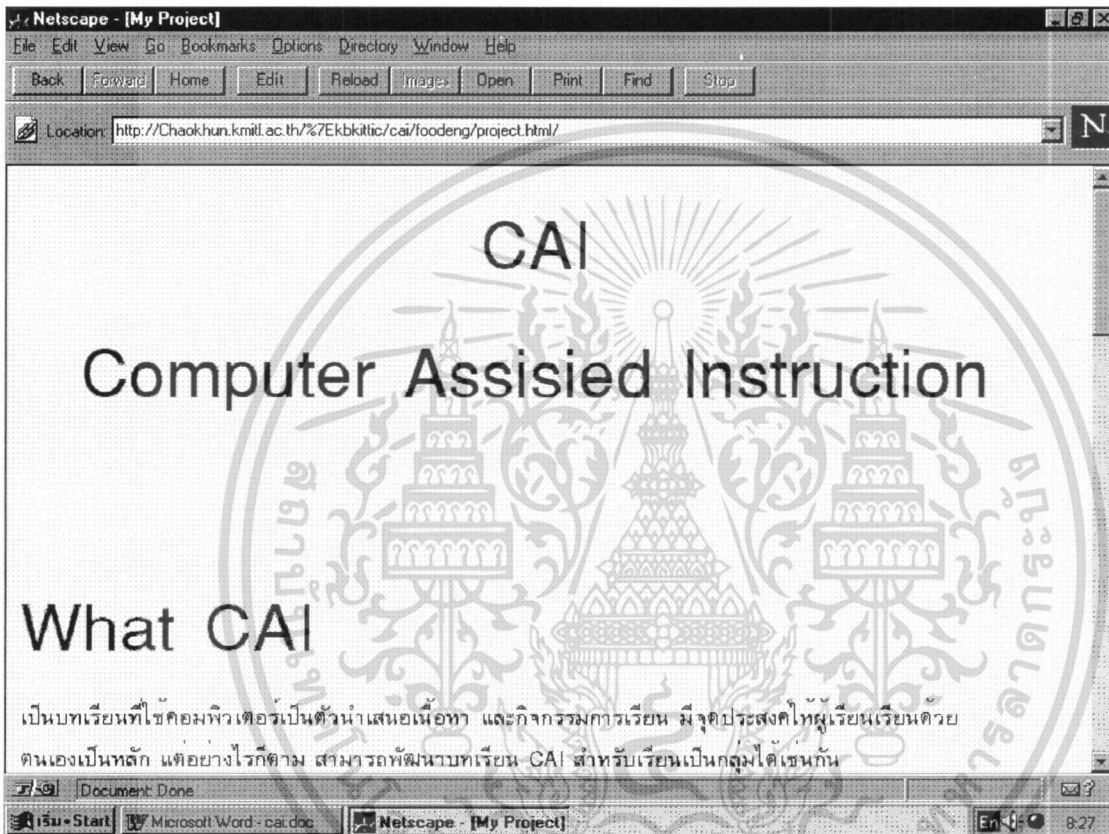 Netscape - [My Project]
File Edit View Go Bookmarks Options Directory Window Help
Back Forward Home Edit Reload Images Open Print Find Stop
Location: http://Chaokhun.kmitl.ac.th/%7Ekbkittic/cai/foodeng/project.html/ N
CAI
Computer Assisied Instruction
What CAI
เป็นบทเรียนที่ใช้คอมพิวเตอร์เป็นตัวนำเสนอเนื้อหา และกิจกรรมการเรียน มีจุดประสงค์ให้ผู้เรียนเรียนด้วย
ตนเองเป็นหลัก แต่อย่างไรก็ตาม สามารถพัฒนาบทเรียน CAI สำหรับเรียนเป็นกลุ่มได้เช่นกัน
Document: Done
เริ่ม Start Microsoft Word - cai.doc Netscape - [My Project] En 8:27